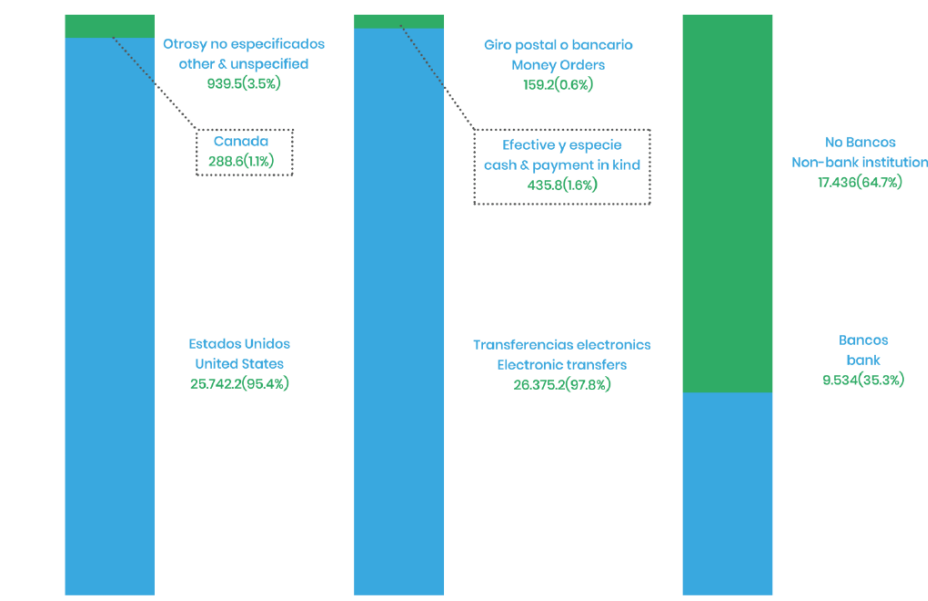 Otrosy no especificados
other & unspecified
939.5(3.5%)
Canada
288.6(1.1%)
Estados Unidos
United States
25.742.2(95.4%)
Giro postal o bancario
Money Orders
159.2(0.6%)
Efective y especie
cash & payment in kind
435.8(1.6%)
Transferencias electronics
Electronic transfers
26.375.2(97.8%)
No Bancos
Non-bank institution
17.436(64.7%)
Bancos
bank
9.534(35.3%)